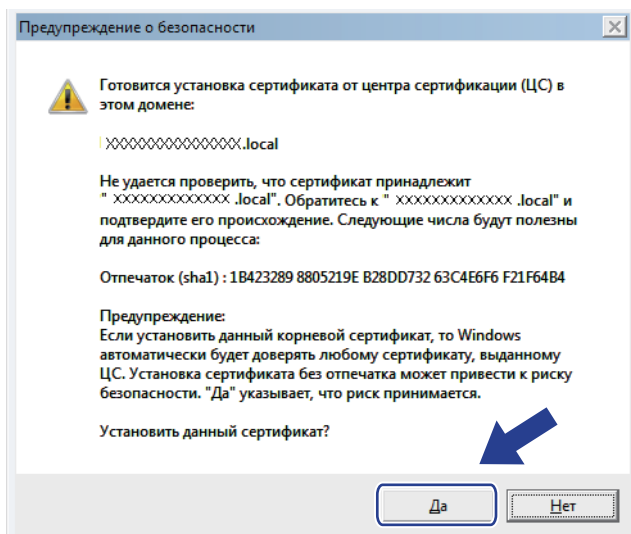 Предупреждение о безопасности
Готовится установка сертификата от центра сертификации (ЦС) в
этом домене:
XXXXXXXXXXXXXXX.local
Не удается проверить, что сертификат принадлежит
" XXXXXXXXXXXXX .local". Обратитесь к " XXXXXXXXXXXXX .local" и
подтвердите его происхождение. Следующие числа будут полезны
для данного процесса:
Отпечаток (sha1) : 1B423289 8805219E B28DD732 63C4E6F6 F21F64B4
Предупреждение:
Если установить данный корневой сертификат, то Windows
автоматически будет доверять любому сертификату, выданному
ЦС. Установка сертификата без отпечатка может привести к риску
безопасности. "Да" указывает, что риск принимается.
Установить данный сертификат?
Да
Нет